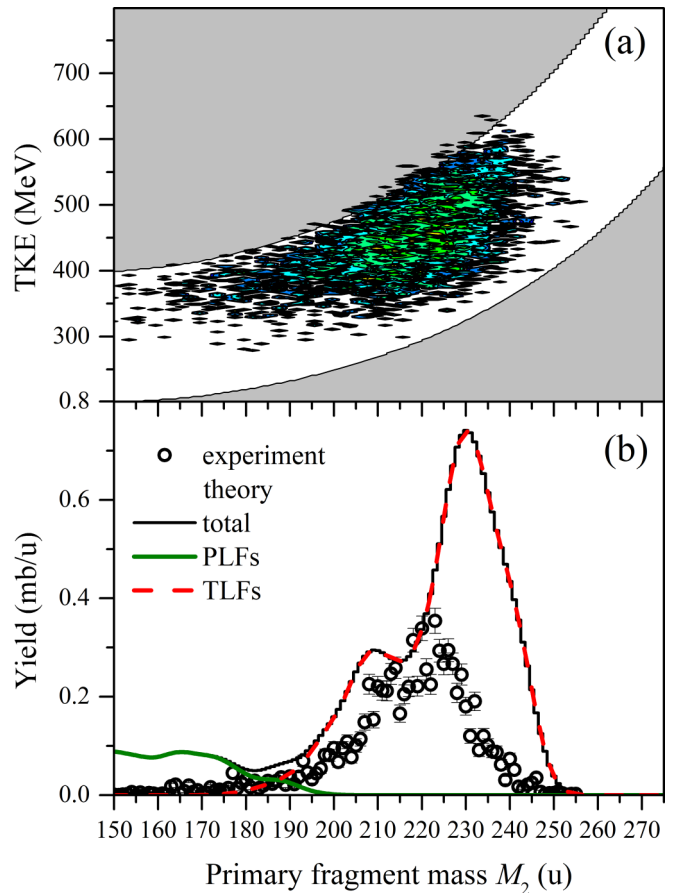 (a)
TKE (MeV)
700
600
500
400
300
0.8
(b)
Yield (mb/u)
0.6
0.4
0.2
0.0
experiment
theory
total
PLFs
TLFs
150 160 170 180 190 200 210 220 230 240 250 260 270
Primary fragment mass M₂ (u)